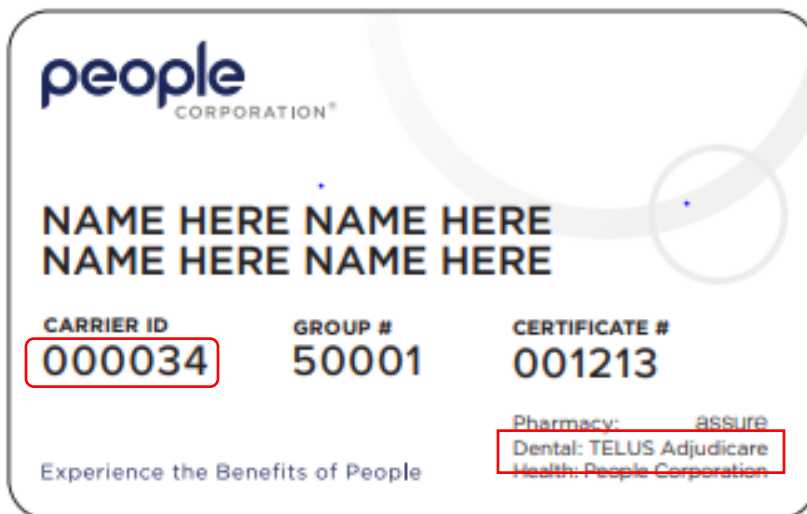 people
CORPORATION®
NAME HERE NAME HERE
NAME HERE NAME HERE
CARRIER ID GROUP # CERTIFICATE #
000034 50001 001213
Pharmacy: assure
Dental: TELUS Adjudicare
Experience the Benefits of People Health: People Corporation